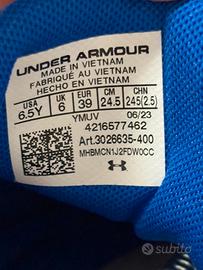 UNDER ARMOUR
MADE IN VIETNAM
FABRIQUÉ AU VIETNAM
HECHO EN VIETNAM
USA UK EUR CM CHN
6.5Y 6 39 24.5 245(2.5)
YMUV 06/23
4216577462
Art.3026635-400
MHBMCN1J2FDW0CC
subito